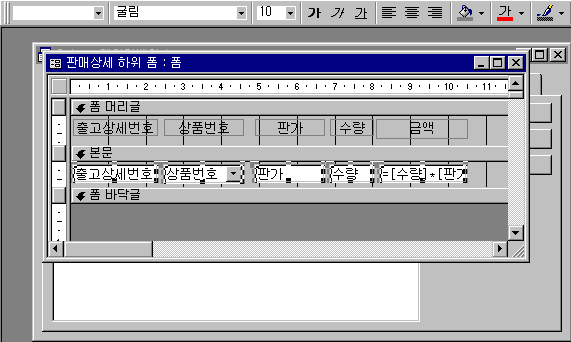 굴림 10 가 가 가 가
판매상세 하위 폼 : 폼
1 2 3 4 5 6 7 8 9 10 11
폼 머리글
출고상세번호 상품번호 판가 수량 금액
본문
출고상세번호 상품번호 판가 수량 =[수량]*[판가
폼 바닥글